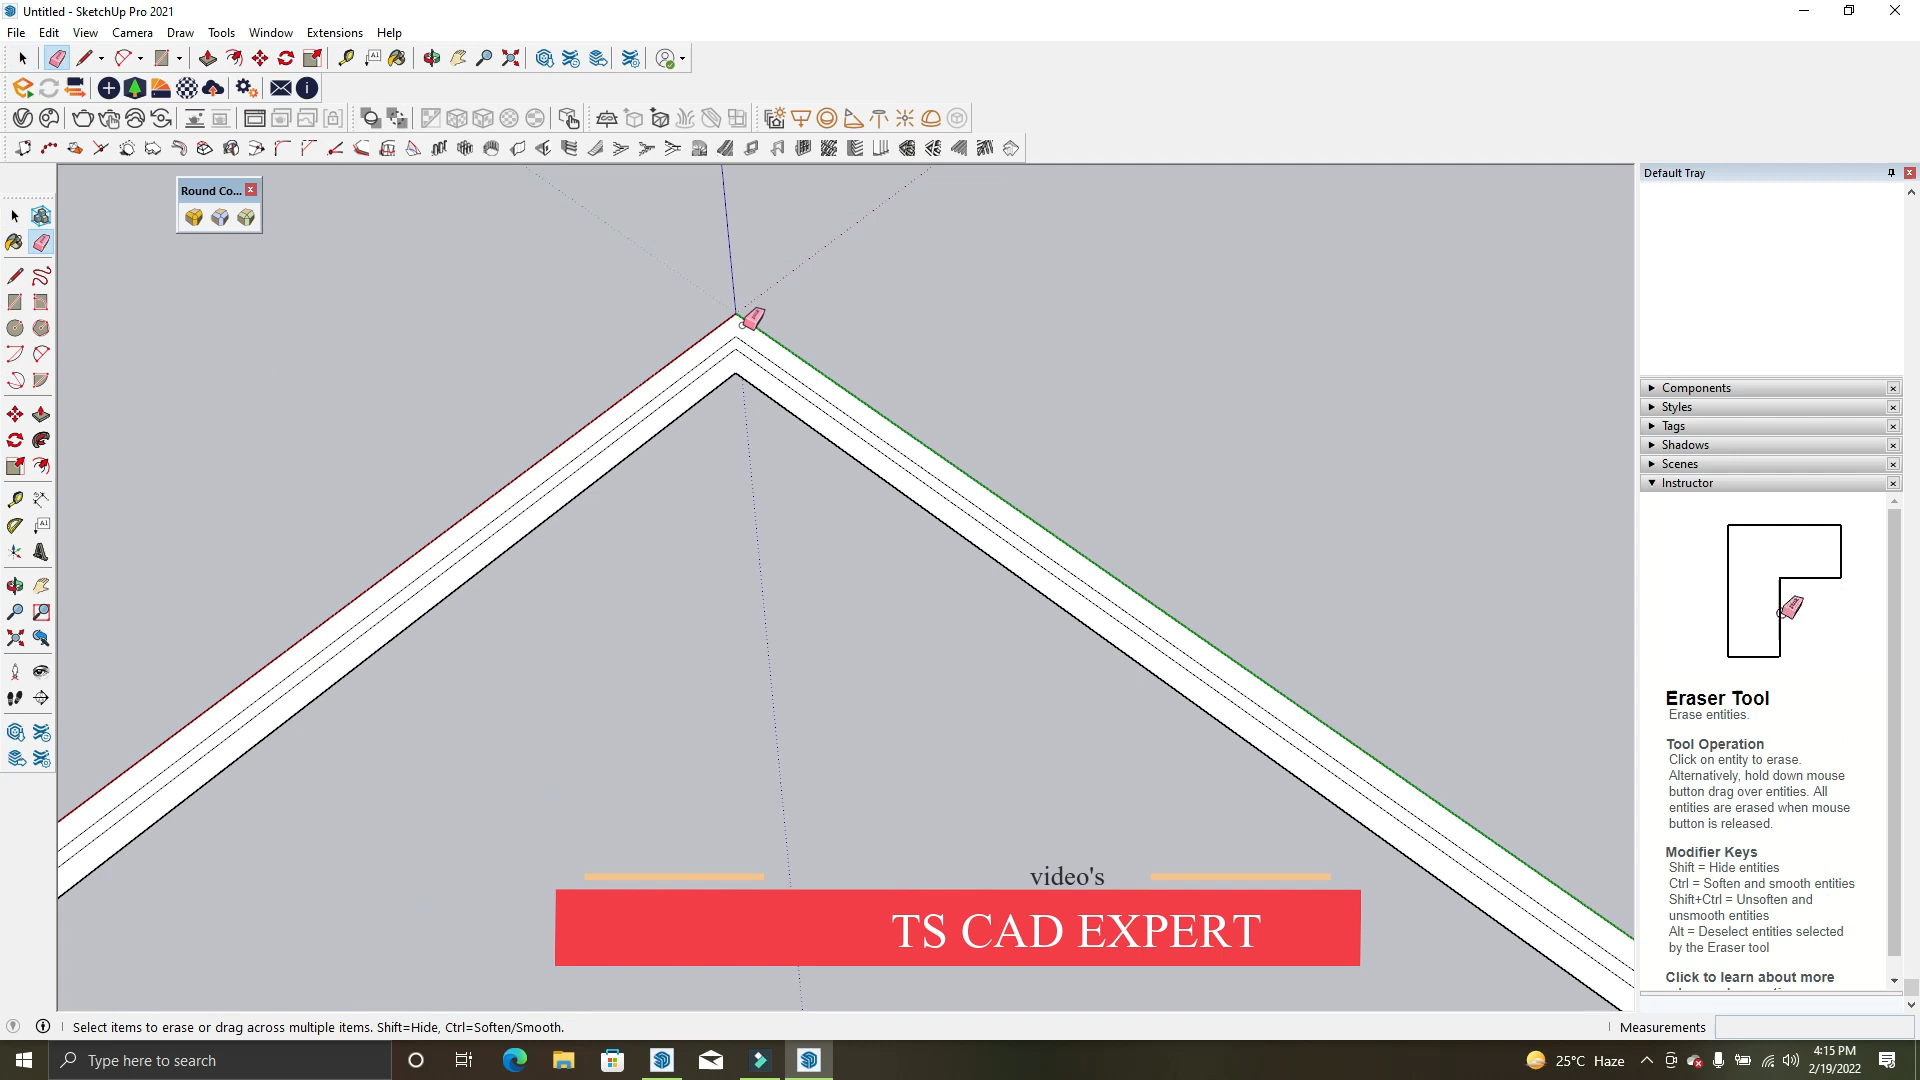 Untitled - SketchUp Pro 2021
File Edit View Camera Draw Tools Window Extensions Help
Round Co...
Default Tray
Components
Styles
Tags
Shadows
Scenes
Instructor
Eraser Tool
Erase entities.
Tool Operation
Click on entity to erase.
Alternatively, hold down mouse
button drag over entities. All
entities are erased when mouse
button is released.
Modifier Keys
Shift = Hide entities
Ctrl = Soften and smooth entities
Shift+Ctrl = Unsoften and
unsmooth entities
Alt = Deselect entities selected
by the Eraser tool
Click to learn about more
video's
TS CAD EXPERT
Select items to erase or drag across multiple items. Shift=Hide, Ctrl=Soften/Smooth.
Measurements
Type here to search
25°C Haze
4:15 PM
2/19/2022